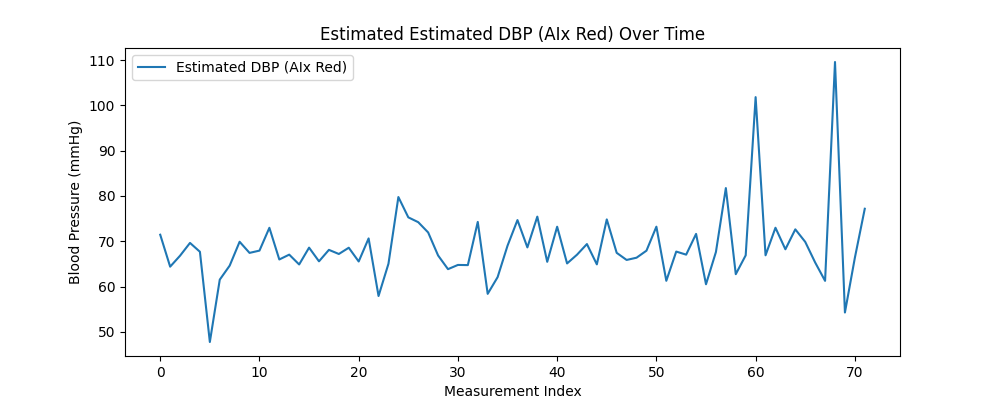 Estimated Estimated DBP (AIx Red) Over Time
Estimated DBP (AIx Red)
Blood Pressure (mmHg)
110
100
90
80
70
60
50
0 10 20 30 40 50 60 70
Measurement Index